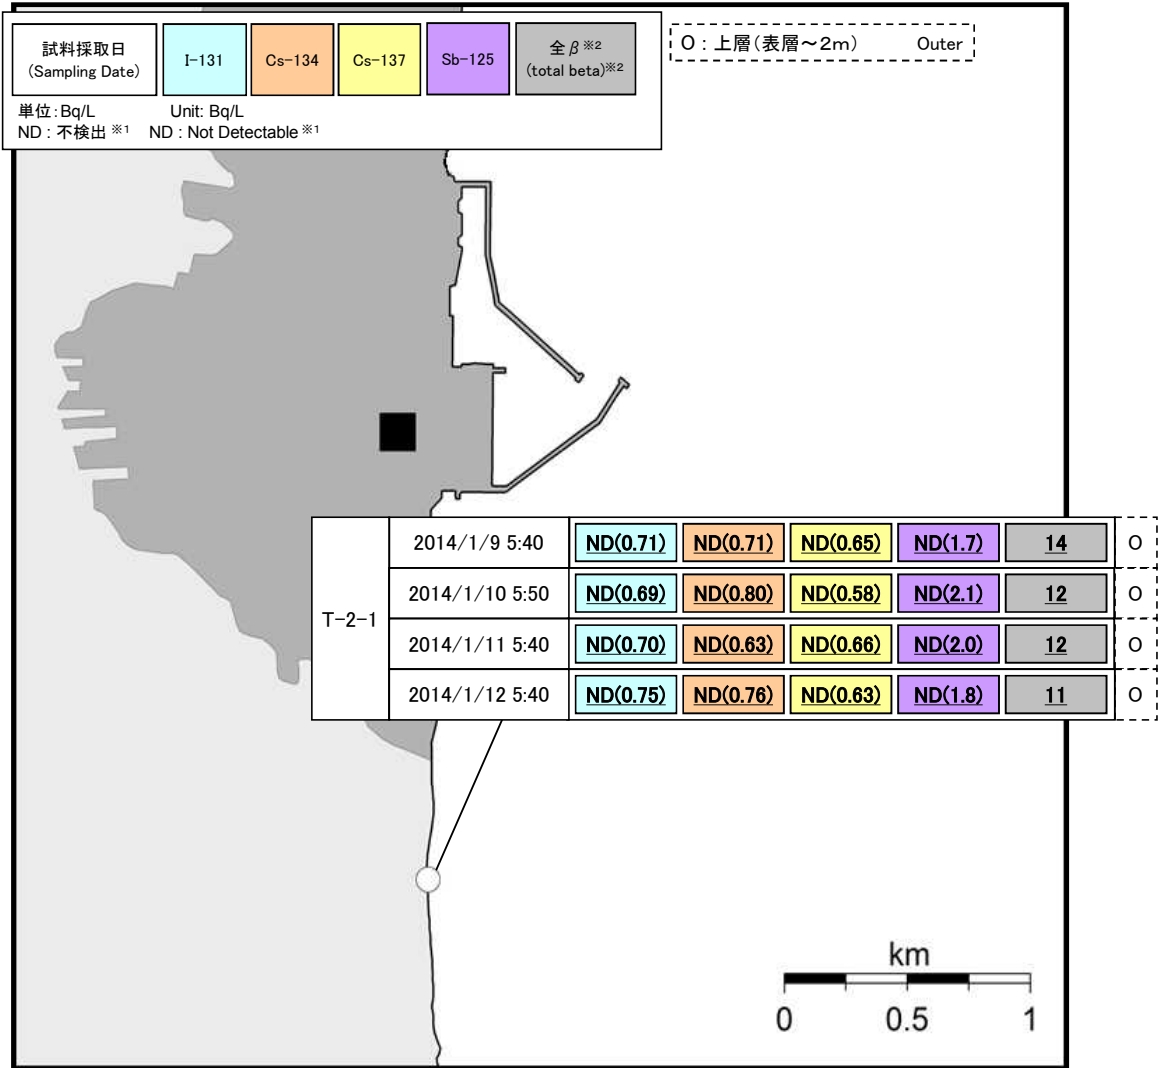 試料採取日
(Sampling Date)
I-131
Cs-134
Cs-137
Sb-125
全β※2
(total beta)※2
単位:Bq/L Unit: Bq/L
ND : 不検出 ※1 ND : Not Detectable ※1
O : 上層(表層～2m) Outer
T-2-1
2014/1/9 5:40 ND(0.71) ND(0.71) ND(0.65) ND(1.7) 14 O
2014/1/10 5:50 ND(0.69) ND(0.80) ND(0.58) ND(2.1) 12 O
2014/1/11 5:40 ND(0.70) ND(0.63) ND(0.66) ND(2.0) 12 O
2014/1/12 5:40 ND(0.75) ND(0.76) ND(0.63) ND(1.8) 11 O
km
0 0.5 1